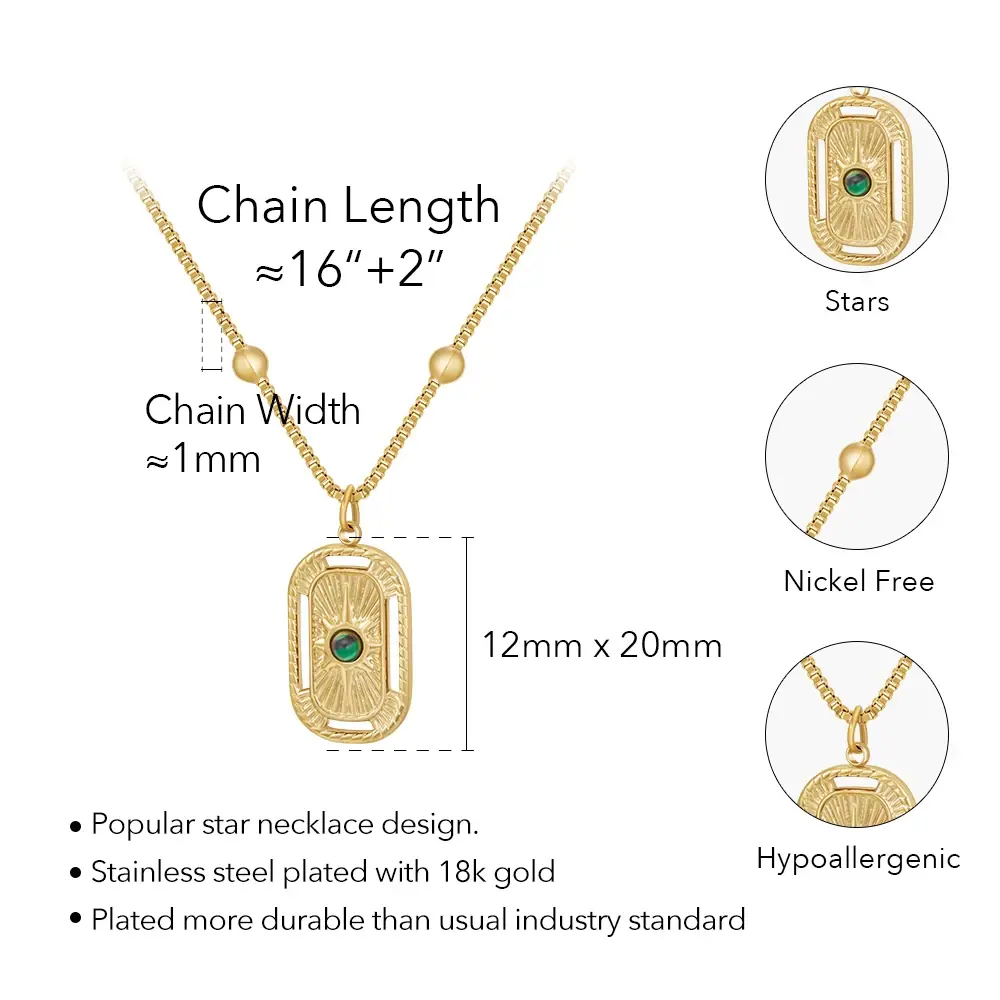 Chain Length
≈16”+2”
Chain Width
≈1mm
12mm x 20mm
Stars
Nickel Free
Hypoallergenic
• Popular star necklace design.
• Stainless steel plated with 18k gold
• Plated more durable than usual industry standard